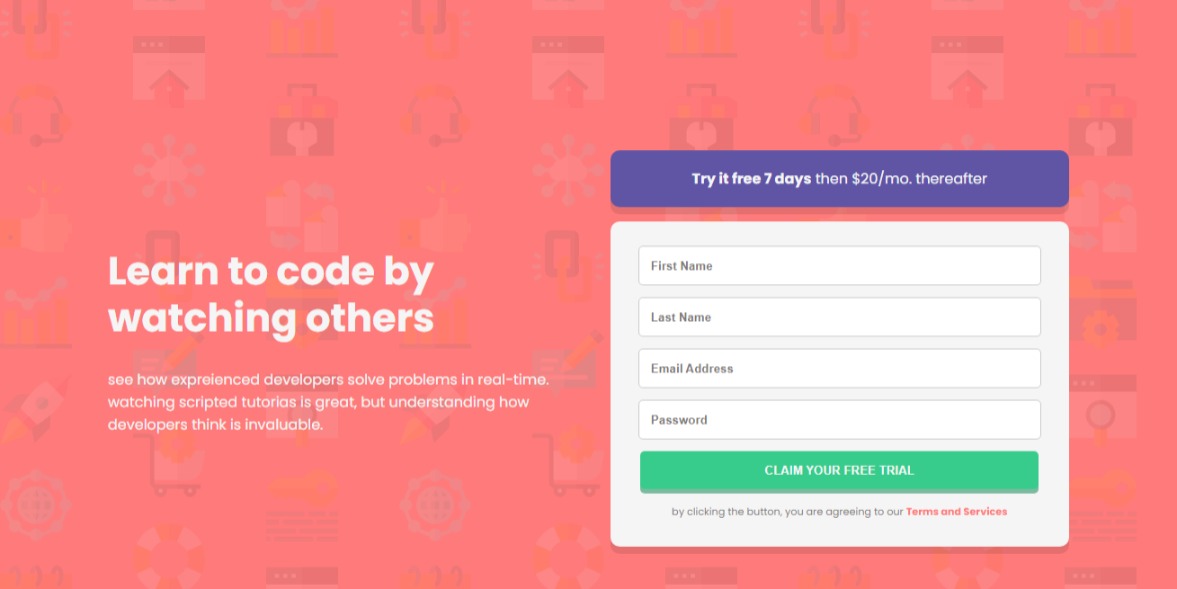 Learn to code by
watching others
see how expreienced developers solve problems in real-time.
watching scripted tutorias is great, but understanding how
developers think is invaluable.
Try it free 7 days then $20/mo. thereafter
First Name
Last Name
Email Address
Password
CLAIM YOUR FREE TRIAL
by clicking the button, you are agreeing to our Terms and Services